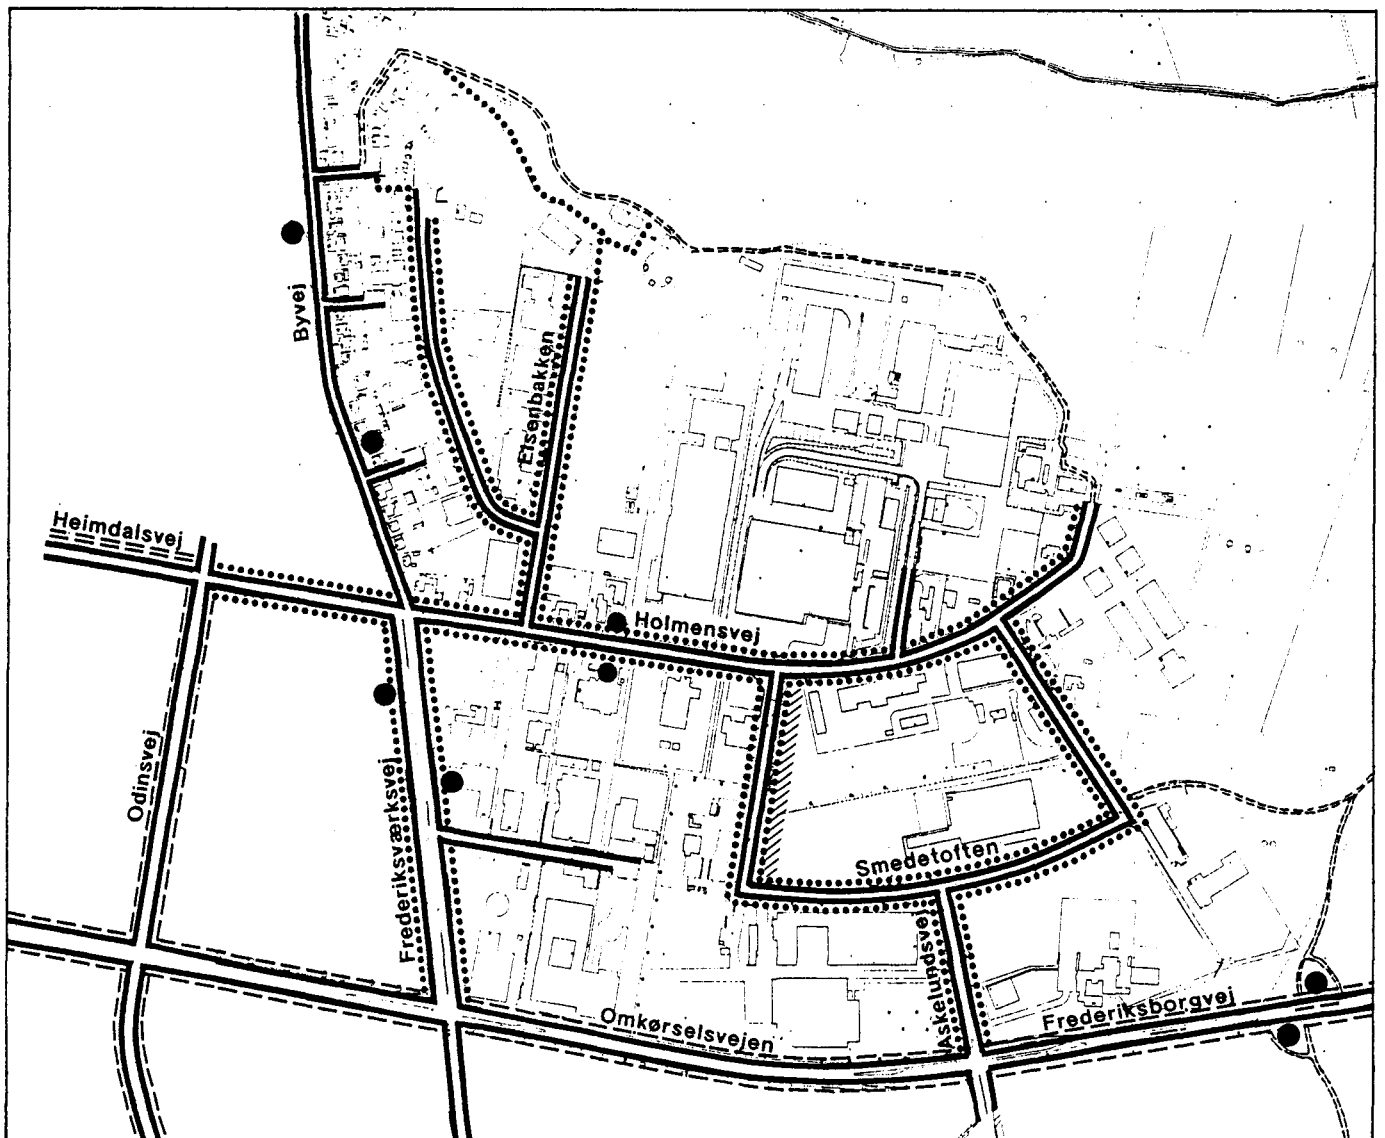 Byvej
Elsenbakken
Heimdalsvej
Holmensvej
Odinsvej
Frederiksværksvej
Smedetoften
Askelundsvej
Omkørselsvejen
Frederiksborgvej